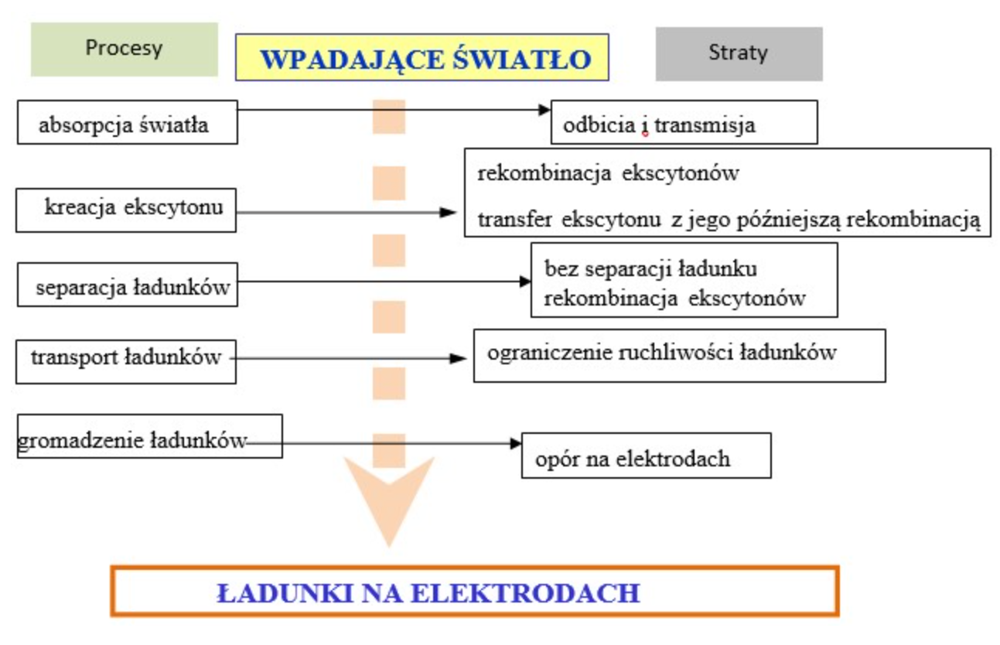 Procesy
WPADAJĄCE ŚWIATŁO
Straty
absorpcja światła
odbicia i transmisja
kreacja ekscytonu
rekombinacja ekscytonów
transfer ekscytonu z jego późniejszą rekombinacją
separacja ładunków
bez separacji ładunku
rekombinacja ekscytonów
transport ładunków
ograniczenie ruchliwości ładunków
gromadzenie ładunków
opór na elektrodach
ŁADUNKI NA ELEKTRODACH